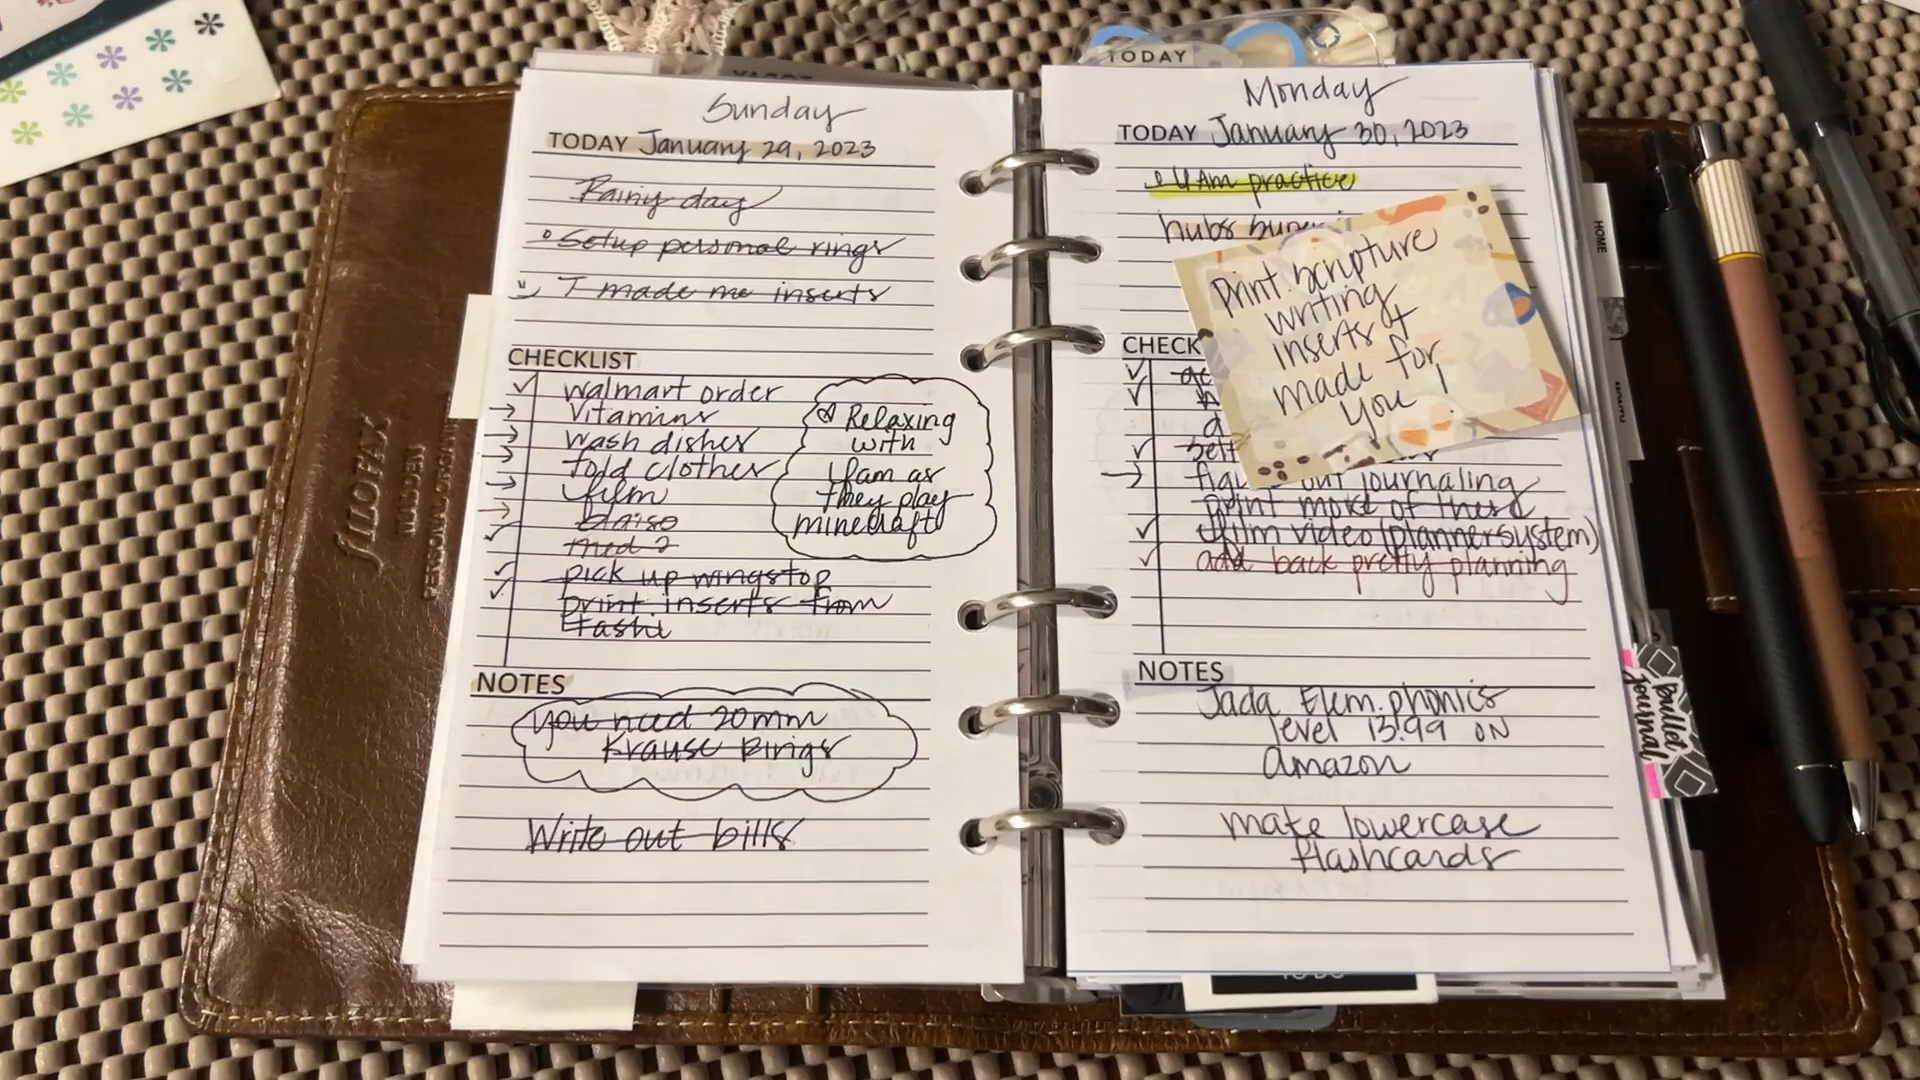 Sunday
TODAY January 29, 2023
Rainy day
Setup personal rings
I made me inserts
CHECKLIST
walmart order
vitamins
wash dishes
fold clothes
film
pick up wingstop
print inserts from
Relaxing
with
fam as
they play
minecraft
NOTES
You need 20mm
Krause Rings
Write out bills
FILOFAX
MALDEN
TODAY
Monday
TODAY January 30, 2023
practice
hubs
Print Scripture
writing
inserts I
made for
you!
CHECK
out journaling
print more of these
film video (planner system)
add back pretty planning
NOTES
Jada Elem. phonics
level 13.99 ON
amazon
make lowercase
flashcards
HOME
bullet
journal